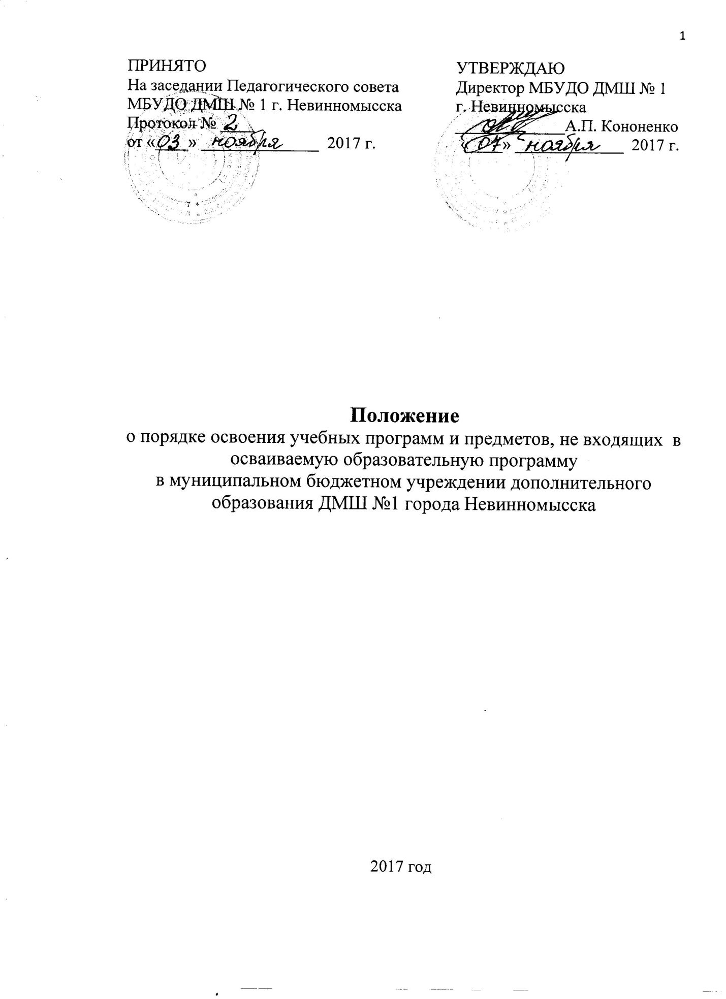 1
ПРИНЯТО
На заседании Педагогического совета
МБУДО ДМШ № 1 г. Невинномысска
Протокол № 2
от «03» ноября 2017 г.
УТВЕРЖДАЮ
Директор МБУДО ДМШ № 1
г. Невинномысска
А.П. Кононенко
«07» ноября 2017 г.
Положение
о порядке освоения учебных программ и предметов, не входящих в
осваиваемую образовательную программу
в муниципальном бюджетном учреждении дополнительного
образования ДМШ №1 города Невинномысска
2017 год